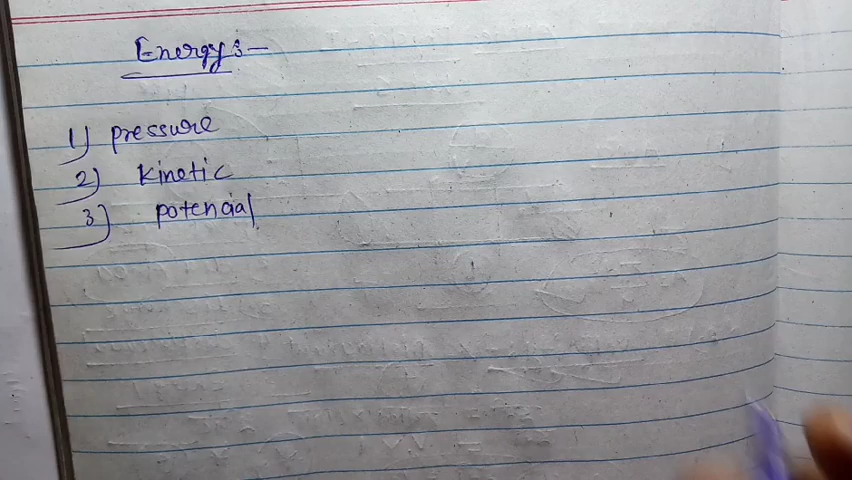 Energy :-
1) pressure
2) kinetic
3) potencial